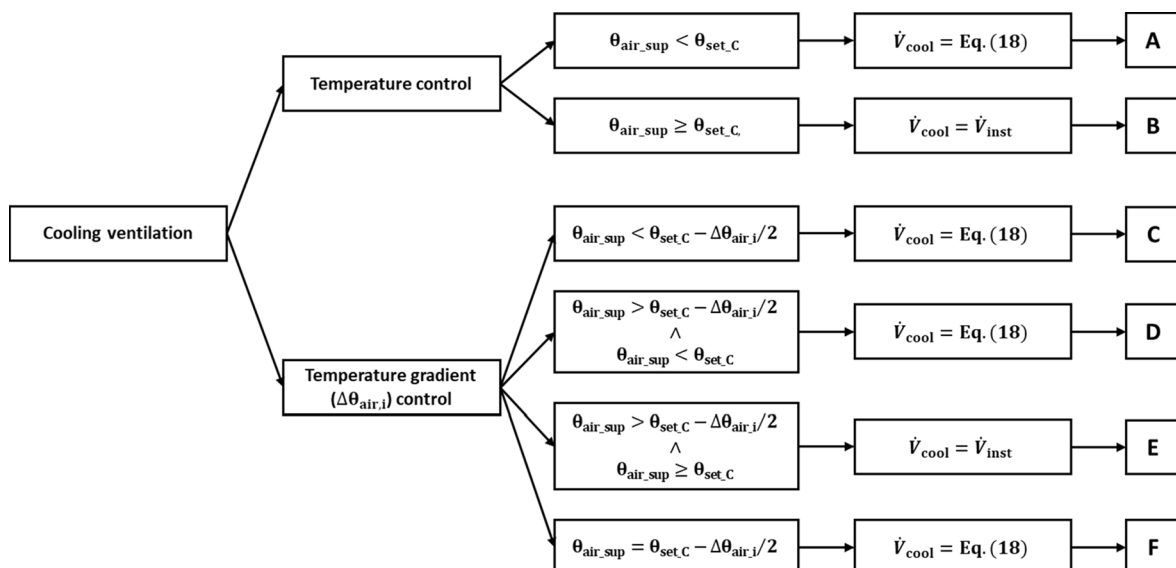 θair_sup < θset_C
V̇cool = Eq. (18)
A
Temperature control
θair_sup ≥ θset_C,
V̇cool = V̇inst
B
Cooling ventilation
θair_sup < θset_C − Δθair_i/2
V̇cool = Eq. (18)
C
θair_sup > θset_C − Δθair_i/2
∧
θair_sup < θset_C
V̇cool = Eq. (18)
D
Temperature gradient
(Δθair,i) control
θair_sup > θset_C − Δθair_i/2
∧
θair_sup ≥ θset_C
V̇cool = V̇inst
E
θair_sup = θset_C − Δθair_i/2
V̇cool = Eq. (18)
F